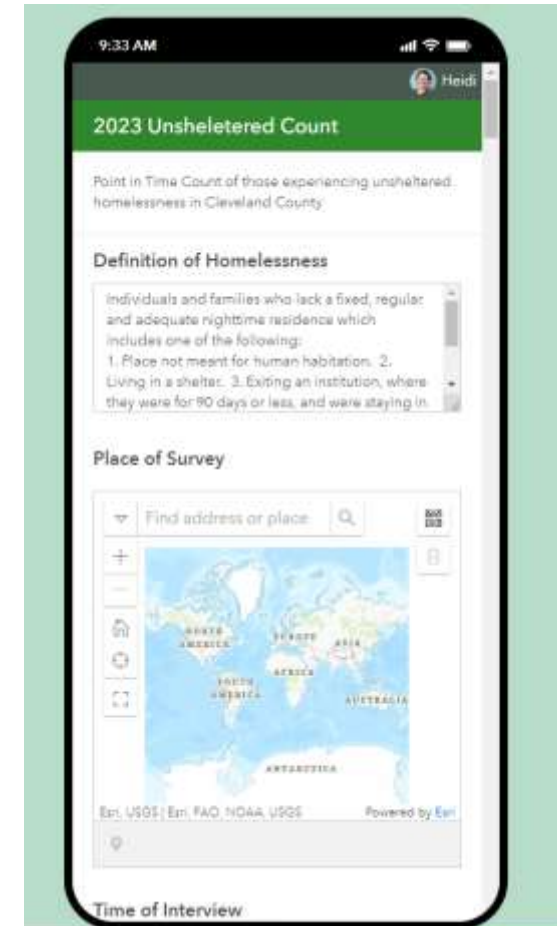 9:33 AM
Heidi
2023 Unsheletered Count
Point in Time Count of those experiencing unsheltered
homelessness in Cleveland County
Definition of Homelessness
Individuals and families who lack a fixed, regular
and adequate nighttime residence which
includes one of the following:
1. Place not meant for human habitation. 2.
Living in a shelter. 3. Exiting an institution, where
they were for 90 days or less, and were staying in
Place of Survey
Find address or place
NORTH
AMERICA
EUROPE
ASIA
AFRICA
SOUTH
AMERICA
AUSTRALIA
ANTARCTICA
Esri, USGS | Esri, FAO, NOAA, USGS
Powered by Esri
Time of Interview